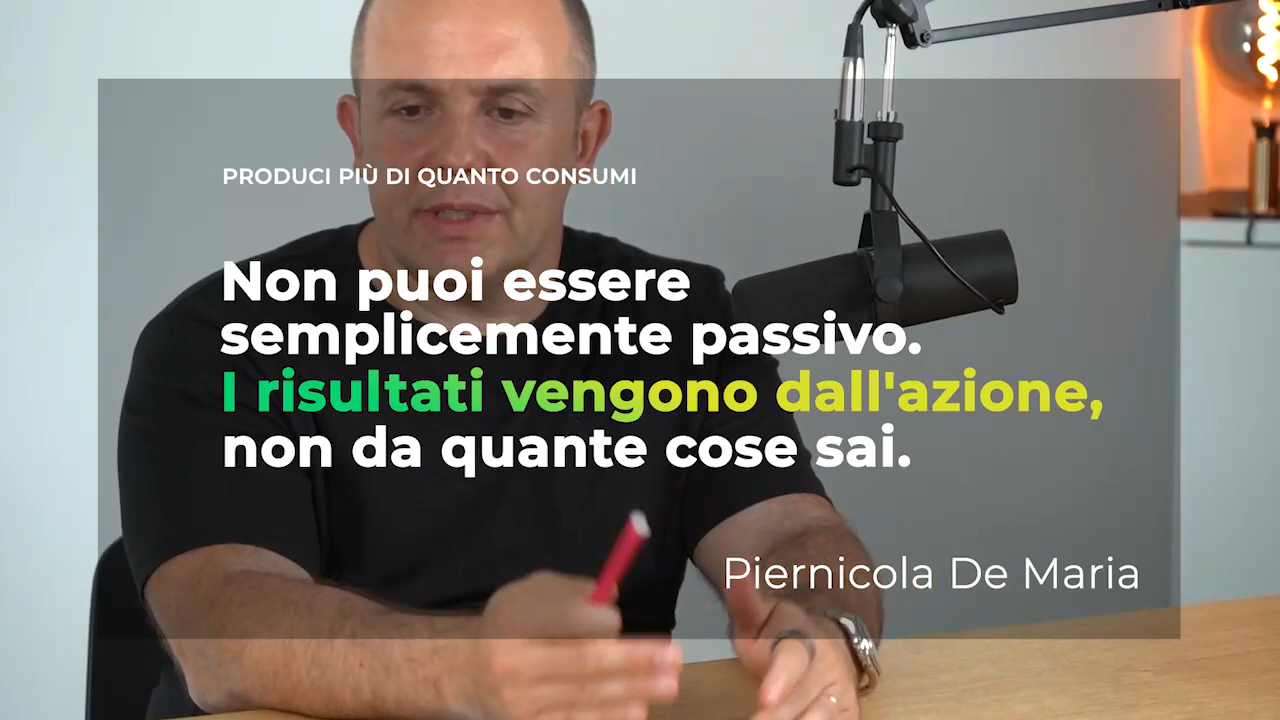 PRODUCI PIÙ DI QUANTO CONSUMI
Non puoi essere
semplicemente passivo.
I risultati vengono dall'azione,
non da quante cose sai.
Piernicola De Maria